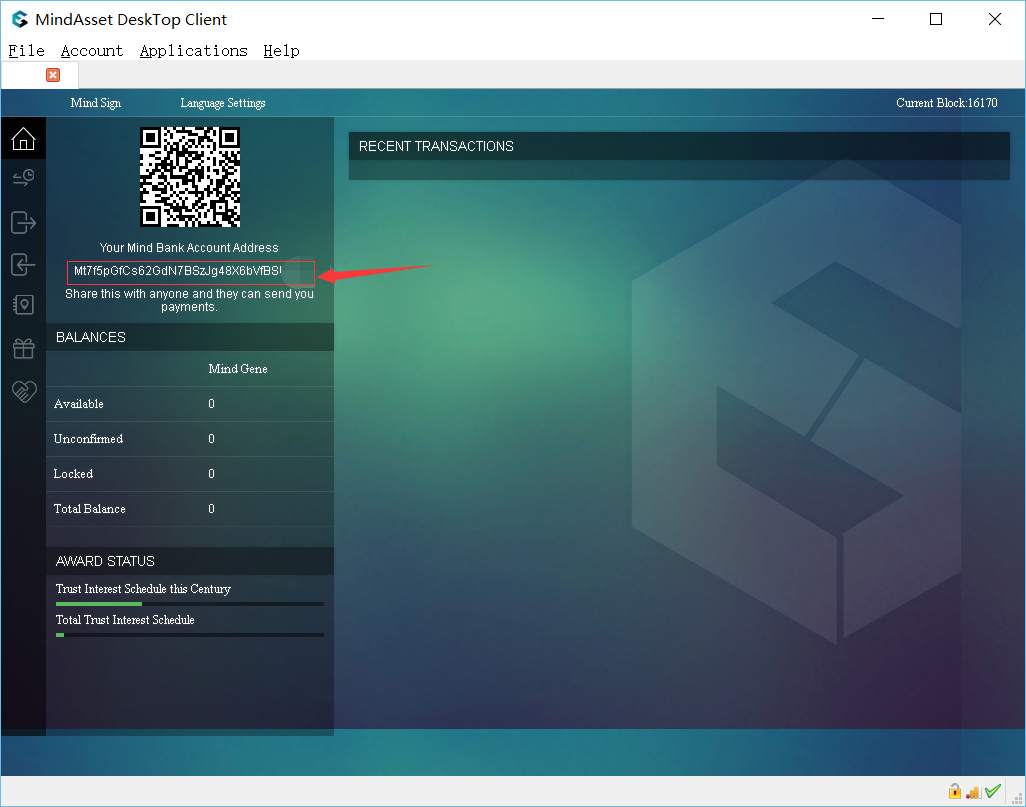 MindAsset DeskTop Client
File Account Applications Help
Mind Sign Language Settings Current Block:16170
RECENT TRANSACTIONS
Your Mind Bank Account Address
Mt7f5pGfCs62GdN7BSzJg48X6bVfBS
Share this with anyone and they can send you
payments.
BALANCES
Mind Gene
Available 0
Unconfirmed 0
Locked 0
Total Balance 0
AWARD STATUS
Trust Interest Schedule this Century
Total Trust Interest Schedule